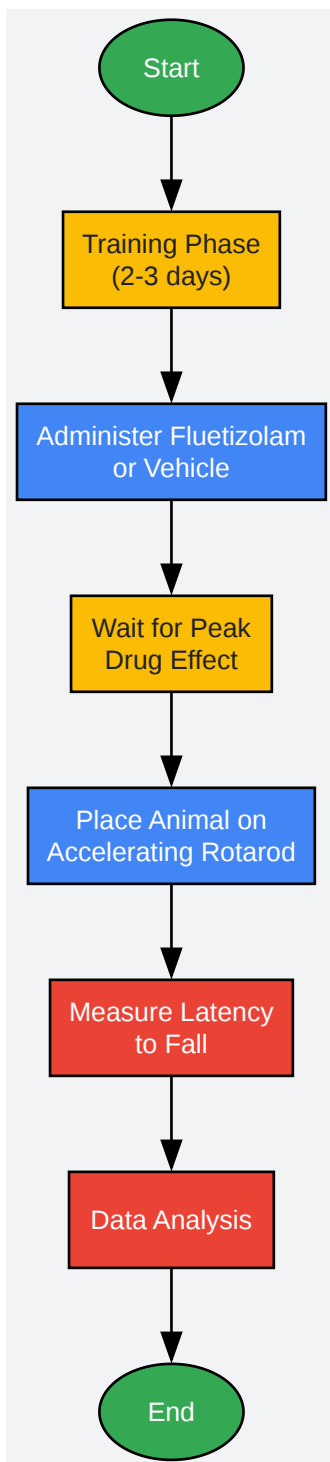 Start
Training Phase
(2-3 days)
Administer Fluetizolam
or Vehicle
Wait for Peak
Drug Effect
Place Animal on
Accelerating Rotarod
Measure Latency
to Fall
Data Analysis
End